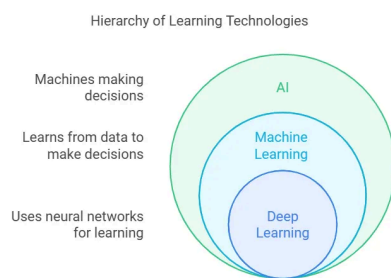 Hierarchy of Learning Technologies
Machines making
decisions
AI
Learns from data to
make decisions
Machine
Learning
Uses neural networks
for learning
Deep
Learning